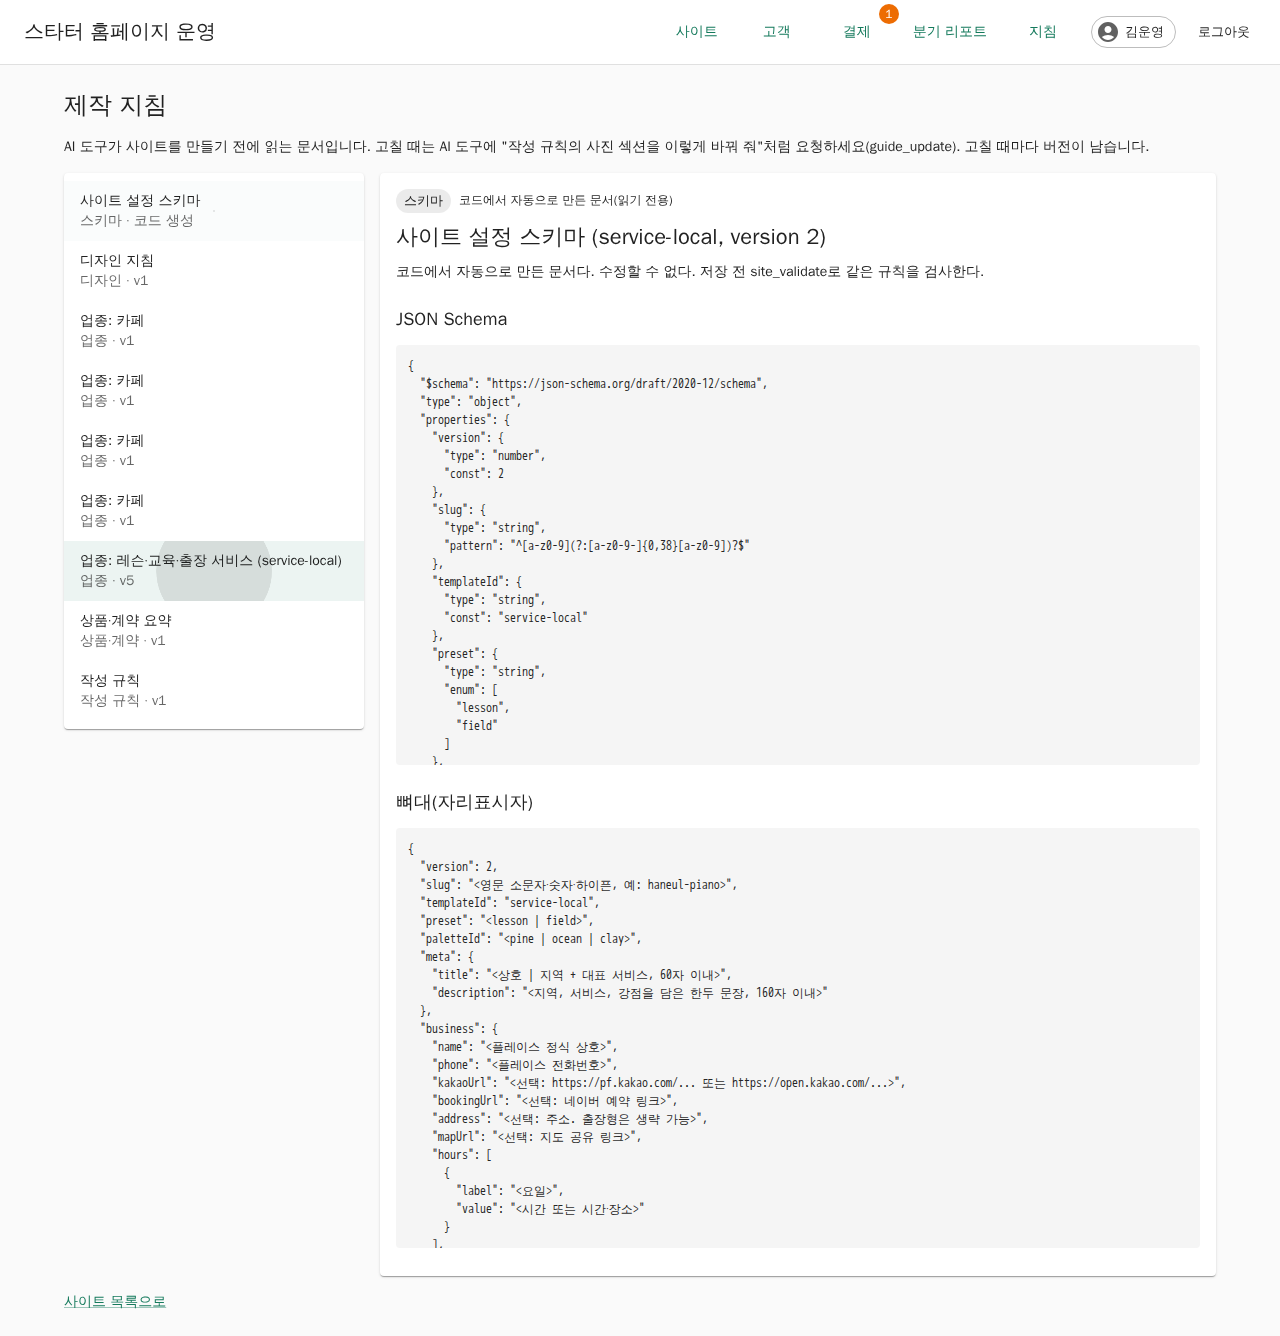 스타터 홈페이지 운영
사이트
고객
결제
1
분기 리포트
지침
김운영
로그아웃
제작 지침
AI 도구가 사이트를 만들기 전에 읽는 문서입니다. 고칠 때는 AI 도구에 "작성 규칙의 사진 섹션을 이렇게 바꿔 줘"처럼 요청하세요(guide_update). 고칠 때마다 버전이 남습니다.
사이트 설정 스키마
스키마 · 코드 생성
디자인 지침
디자인 · v1
업종: 카페
업종 · v1
업종: 카페
업종 · v1
업종: 카페
업종 · v1
업종: 카페
업종 · v1
업종: 레슨·교육·출장 서비스 (service-local)
업종 · v5
상품·계약 요약
상품·계약 · v1
작성 규칙
작성 규칙 · v1
스키마
코드에서 자동으로 만든 문서(읽기 전용)
사이트 설정 스키마 (service-local, version 2)
코드에서 자동으로 만든 문서다. 수정할 수 없다. 저장 전 site_validate로 같은 규칙을 검사한다.
JSON Schema
{
  "$schema": "https://json-schema.org/draft/2020-12/schema",
  "type": "object",
  "properties": {
    "version": {
      "type": "number",
      "const": 2
    },
    "slug": {
      "type": "string",
      "pattern": "^[a-z0-9](?:[a-z0-9-]{0,38}[a-z0-9])?$"
    },
    "templateId": {
      "type": "string",
      "const": "service-local"
    },
    "preset": {
      "type": "string",
      "enum": [
        "lesson",
        "field"
      ]
    },
뼈대(자리표시자)
{
  "version": 2,
  "slug": "<영문 소문자·숫자·하이픈, 예: haneul-piano>",
  "templateId": "service-local",
  "preset": "<lesson | field>",
  "paletteId": "<pine | ocean | clay>",
  "meta": {
    "title": "<상호 | 지역 + 대표 서비스, 60자 이내>",
    "description": "<지역, 서비스, 강점을 담은 한두 문장, 160자 이내>"
  },
  "business": {
    "name": "<플레이스 정식 상호>",
    "phone": "<플레이스 전화번호>",
    "kakaoUrl": "<선택: https://pf.kakao.com/... 또는 https://open.kakao.com/...>",
    "bookingUrl": "<선택: 네이버 예약 링크>",
    "address": "<선택: 주소. 출장형은 생략 가능>",
    "mapUrl": "<선택: 지도 공유 링크>",
    "hours": [
      {
        "label": "<요일>",
        "value": "<시간 또는 시간·장소>"
      }
    ],
사이트 목록으로